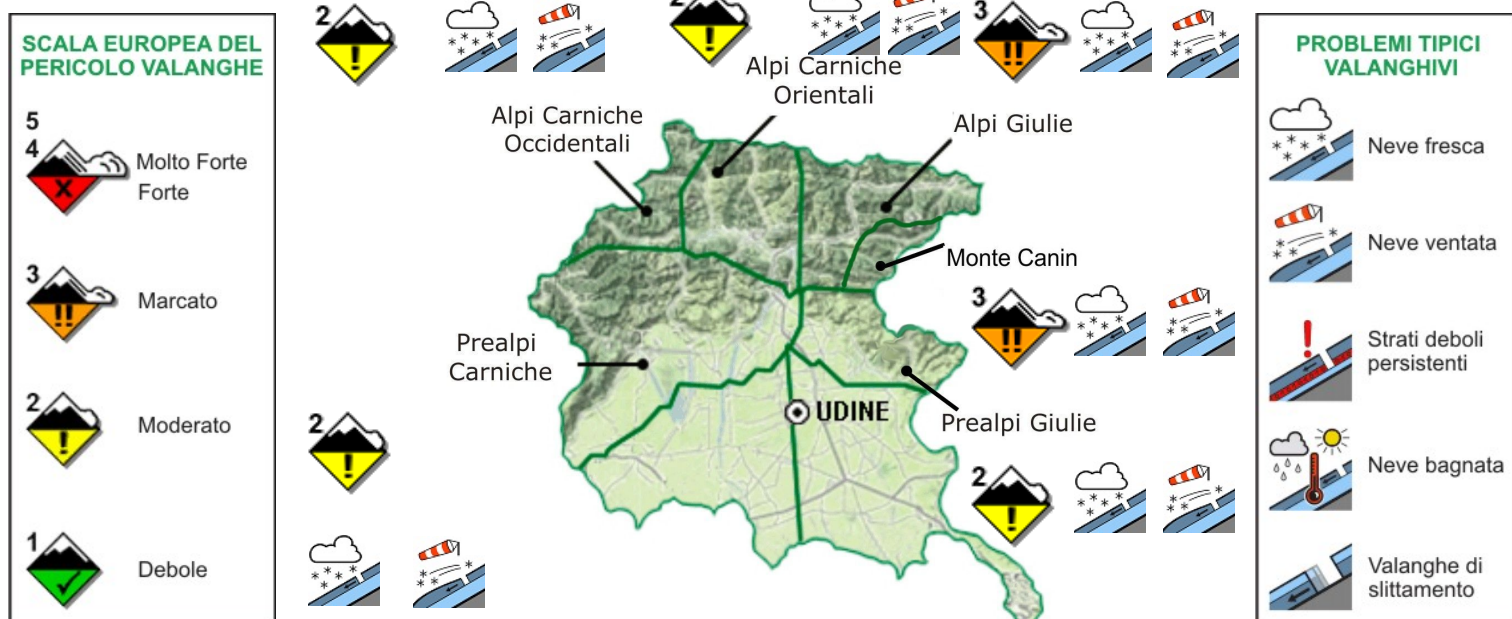 SCALA EUROPEA DEL
PERICOLO VALANGHE
5
4
Molto Forte
Forte
3
Marcato
2
Moderato
1
Debole
2
2
3
Alpi Carniche
Orientali
Alpi Carniche
Occidentali
Alpi Giulie
Monte Canin
3
Prealpi
Carniche
UDINE
Prealpi Giulie
2
2
PROBLEMI TIPICI
VALANGHIVI
Neve fresca
Neve ventata
Strati deboli
persistenti
Neve bagnata
Valanghe di
slittamento